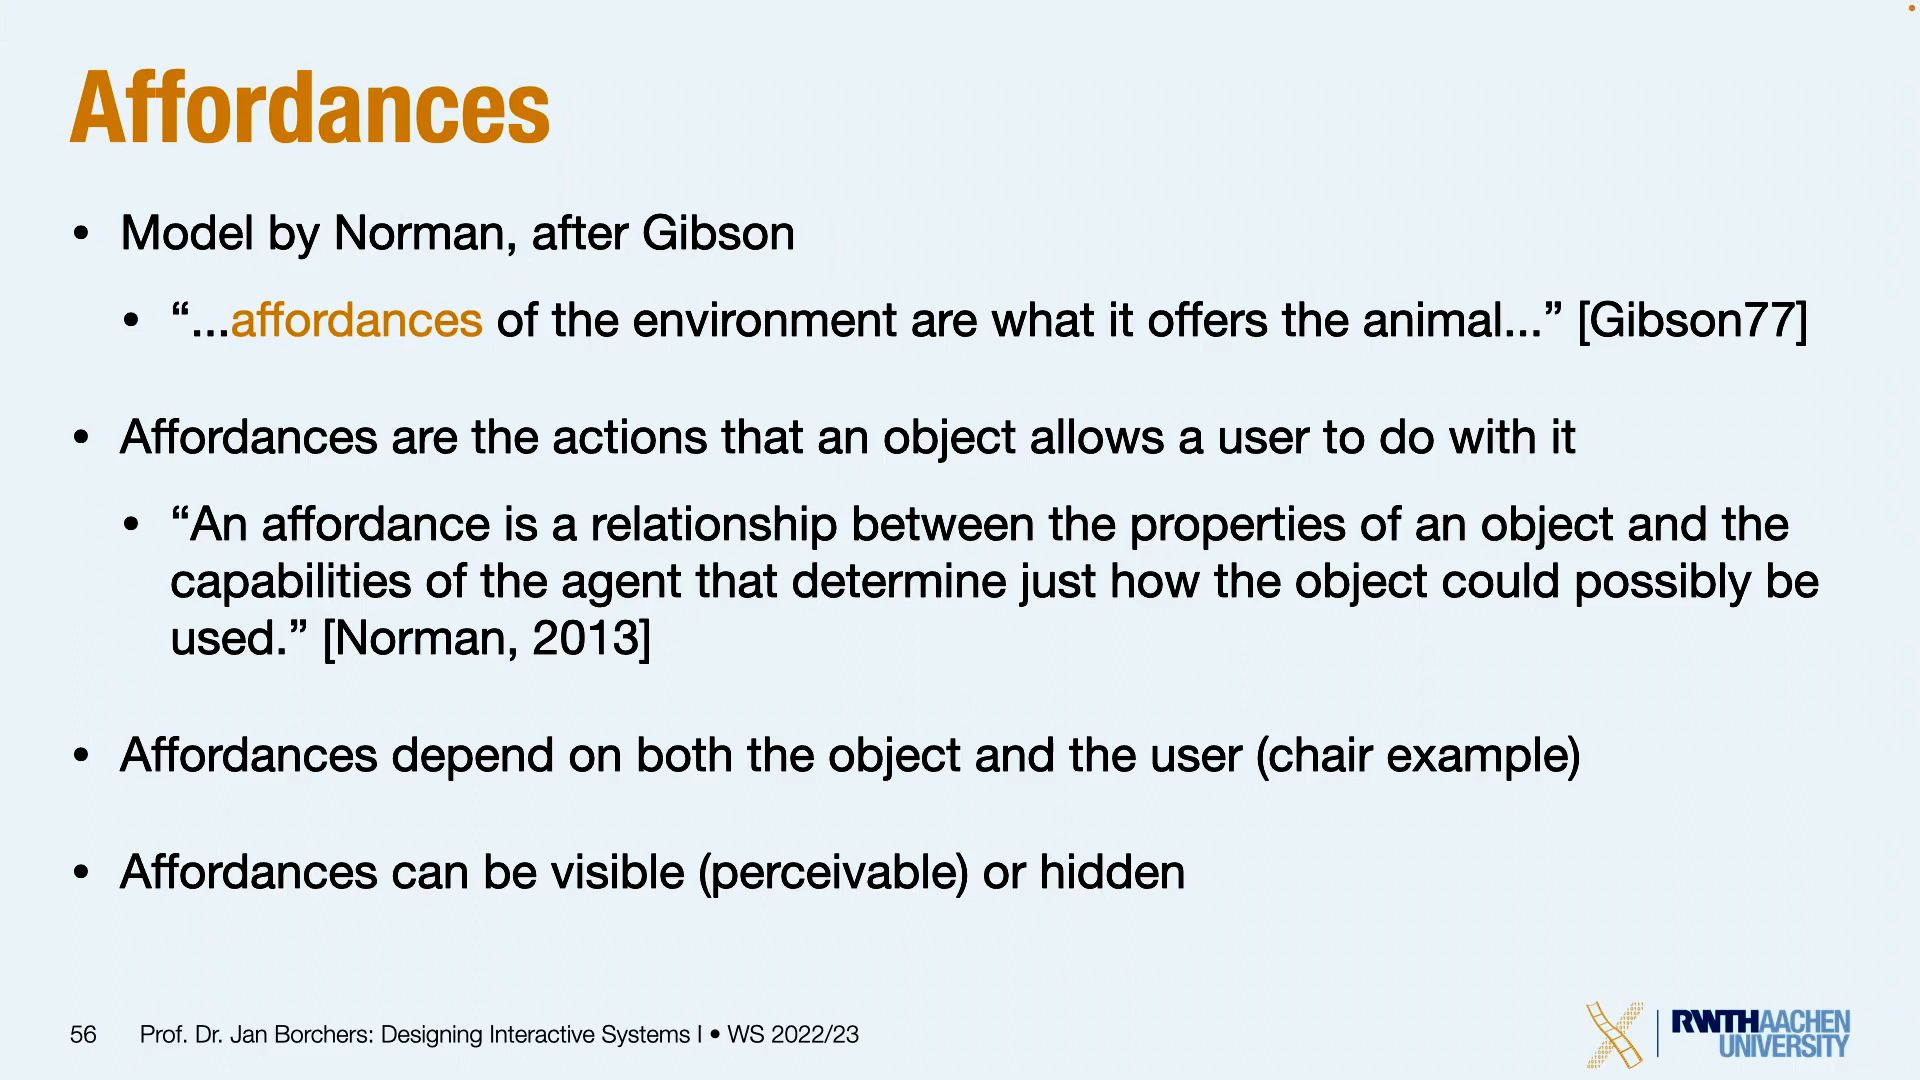 Affordances
• Model by Norman, after Gibson
• “...affordances of the environment are what it offers the animal...” [Gibson77]
• Affordances are the actions that an object allows a user to do with it
• “An affordance is a relationship between the properties of an object and the
capabilities of the agent that determine just how the object could possibly be
used.” [Norman, 2013]
• Affordances depend on both the object and the user (chair example)
• Affordances can be visible (perceivable) or hidden
56 Prof. Dr. Jan Borchers: Designing Interactive Systems I • WS 2022/23
RWTHAACHEN
UNIVERSITY